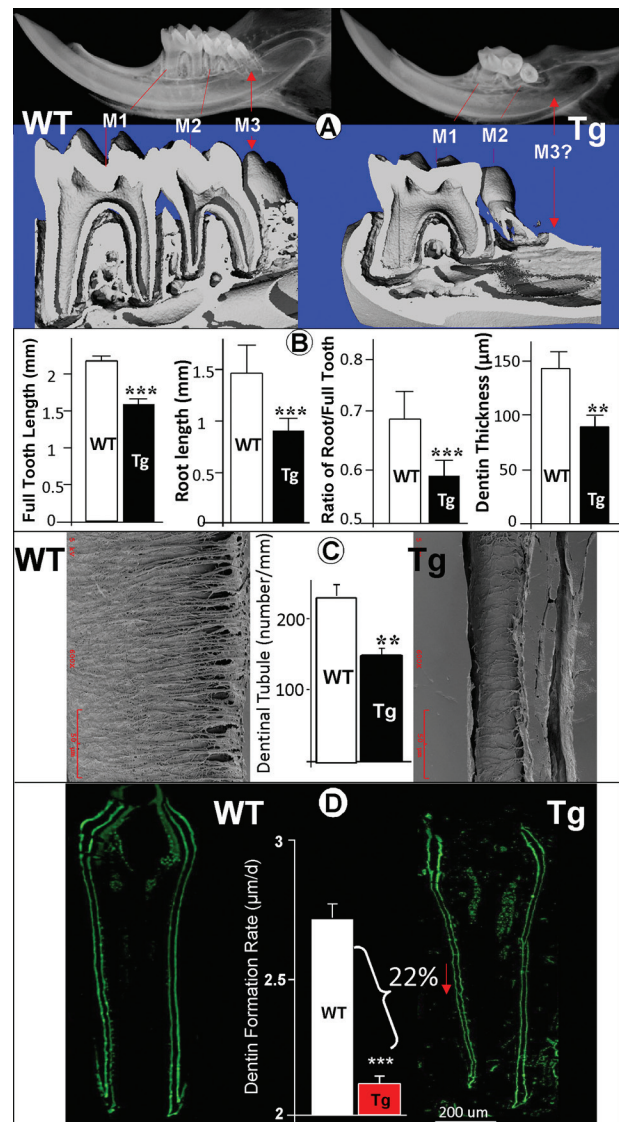 M1 M2 M3
WT A M1 M2 Tg
M3?
B
Full Tooth Length (mm)
2
1.5
1
0.5
0
WT
***
Tg
Root length (mm)
1.5
1
0.5
0
WT
***
Tg
Ratio of Root/Full Tooth
0.8
0.7
0.6
0.5
WT
***
Tg
Dentin Thickness (µm)
150
100
50
0
WT
**
Tg
WT C Tg
Dentinal Tubule (number/mm)
200
100
WT
**
Tg
WT D Tg
Dentin Formation Rate (µm/d)
3
2.5
2
WT
22%
***
Tg
200 um